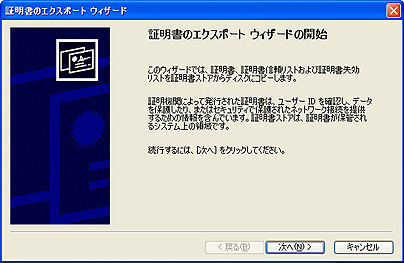 証明書のエクスポート ウィザード
証明書のエクスポート ウィザードの開始
このウィザードでは、証明書、証明書信頼リストおよび証明書失効
リストを証明書ストアからディスクにコピーします。
証明機関によって発行された証明書は、ユーザー ID を確認し、データ
を保護したり、またはセキュリティで保護されたネットワーク接続を提供
するための情報を含んでいます。証明書ストアは、証明書が保管され
るシステム上の領域です。
続行するには、[次へ] をクリックしてください。
< 戻る(B)
次へ(N) >
キャンセル